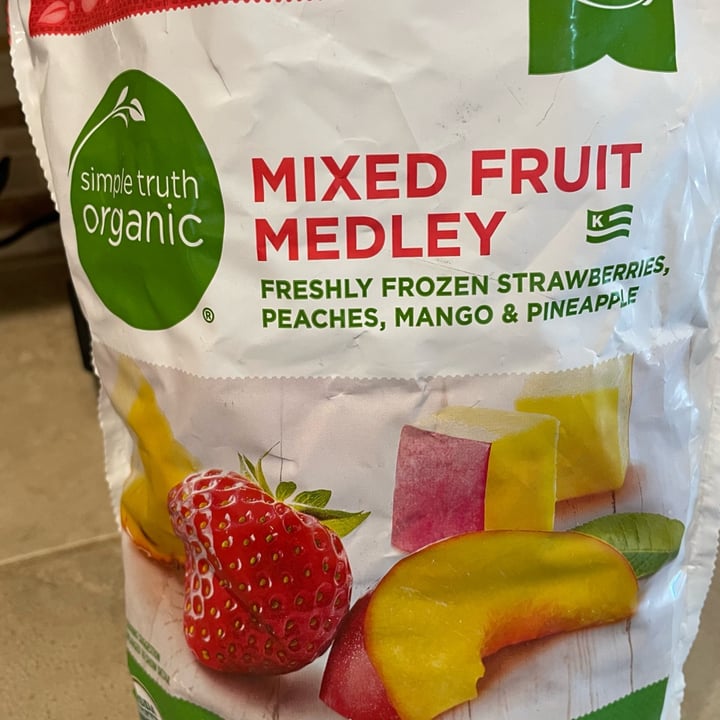 simple truth
organic
®
MIXED FRUIT
MEDLEY
K
FRESHLY FROZEN STRAWBERRIES,
PEACHES, MANGO & PINEAPPLE